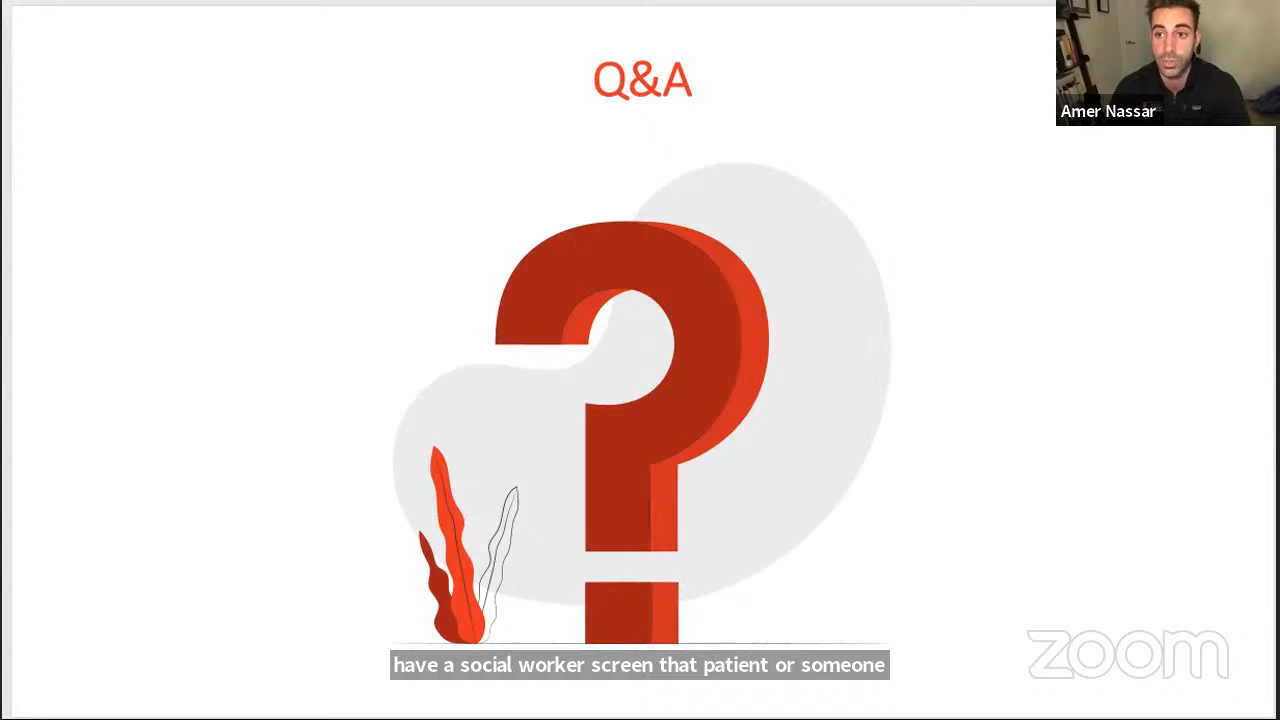 Q&A
Amer Nassar
have a social worker screen that patient or someone
zoom